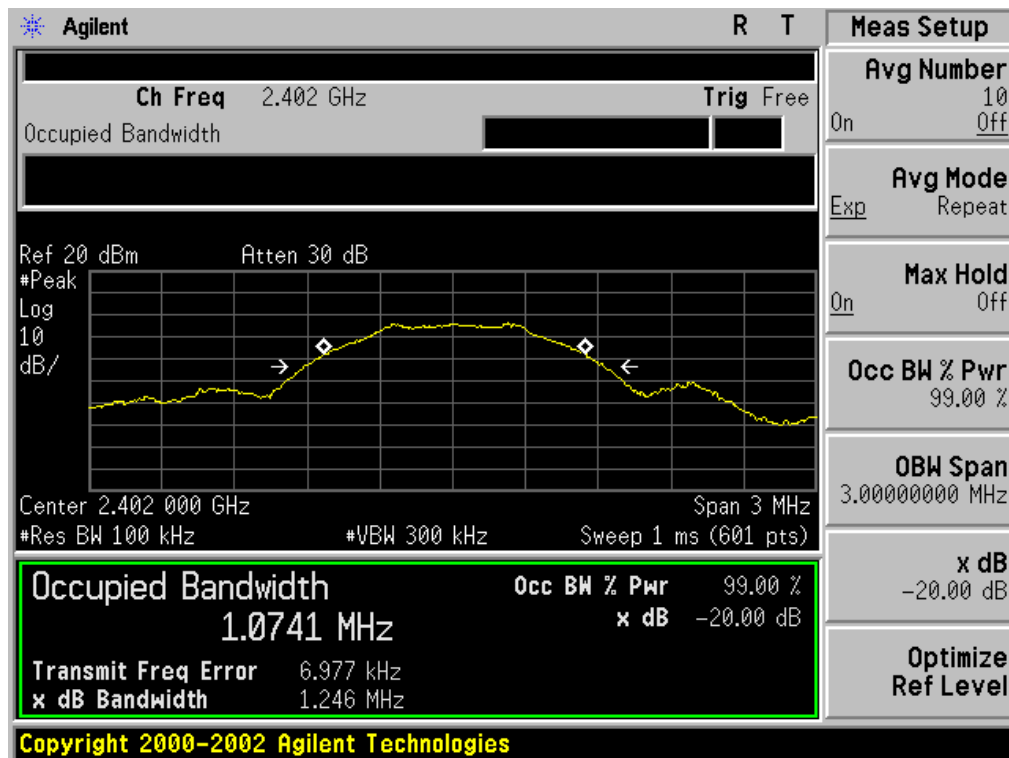 Agilent R T
Ch Freq 2.402 GHz Trig Free
Occupied Bandwidth
Ref 20 dBm Atten 30 dB
#Peak
Log
10
dB/
Center 2.402 000 GHz Span 3 MHz
#Res BW 100 kHz #VBW 300 kHz Sweep 1 ms (601 pts)
Occupied Bandwidth Occ BW % Pwr 99.00 %
1.0741 MHz x dB -20.00 dB
Transmit Freq Error 6.977 kHz
x dB Bandwidth 1.246 MHz
Copyright 2000-2002 Agilent Technologies
Meas Setup
Avg Number
10
On Off
Avg Mode
Exp Repeat
Max Hold
On Off
Occ BW % Pwr
99.00 %
OBW Span
3.00000000 MHz
x dB
-20.00 dB
Optimize
Ref Level